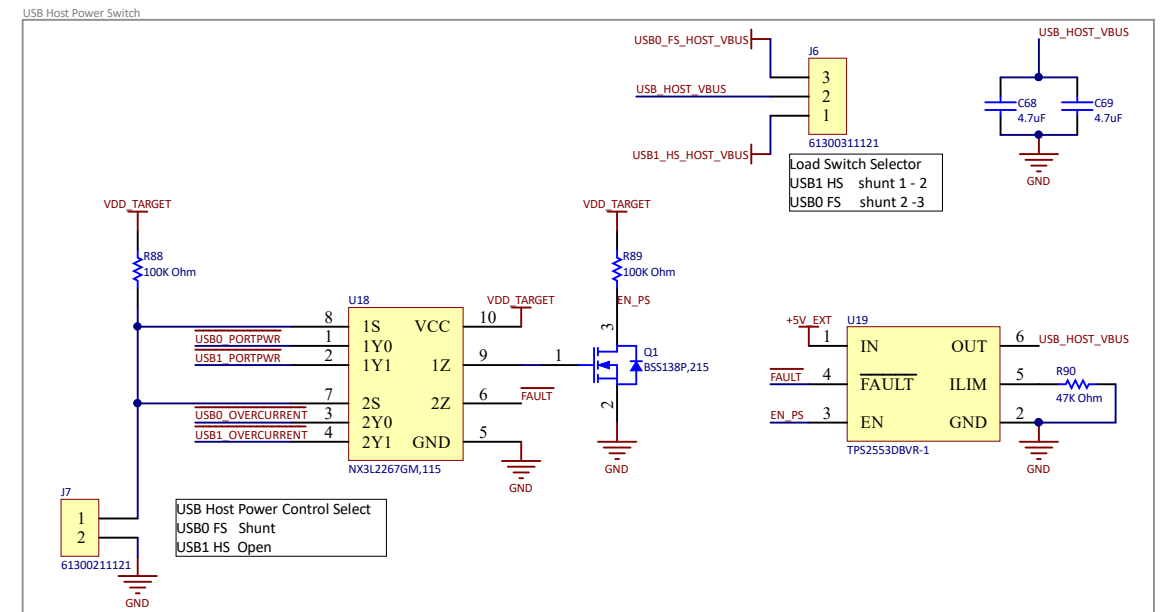 USB Host Power Switch
USB0_FS_HOST_VBUS
J6
3
2
1
USB_HOST_VBUS
USB1_HS_HOST_VBUS
61300311121
Load Switch Selector
USB1 HS shunt 1 - 2
USB0 FS shunt 2 -3
USB_HOST_VBUS
C68
4.7uF
C69
4.7uF
GND
VDD_TARGET
R88
100K Ohm
U18
8 1S VCC 10 VDD_TARGET
USB0_PORTPWR 1 1Y0
USB1_PORTPWR 2 1Y1 1Z 9
7 2S 2Z 6 FAULT
USB0_OVERCURRENT 3 2Y0
USB1_OVERCURRENT 4 2Y1 GND 5
NX3L2267GM,115
GND
VDD_TARGET
R89
100K Ohm
EN_PS
3
1
Q1
BSS138P,215
2
GND
+5V_EXT
U19
1 IN OUT 6 USB_HOST_VBUS
FAULT 4 FAULT ILIM 5
R90
47K Ohm
EN_PS 3 EN GND 2
TPS2553DBVR-1
GND
J7
1
2
61300211121
GND
USB Host Power Control Select
USB0 FS Shunt
USB1 HS Open